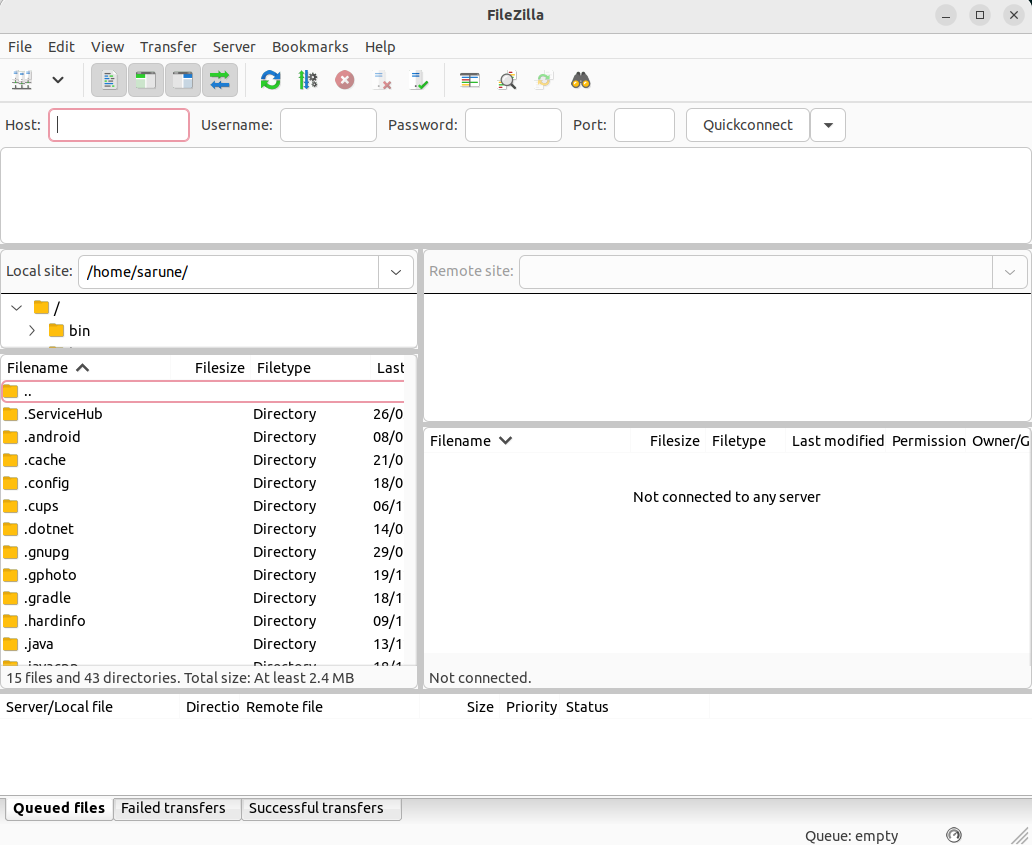 FileZilla
File Edit View Transfer Server Bookmarks Help
Host: Username: Password: Port: Quickconnect
Local site: /home/sarune/
Remote site:
/
bin
Filename Filesize Filetype Last
..
.ServiceHub Directory 26/0
.android Directory 08/0
.cache Directory 21/0
.config Directory 18/0
.cups Directory 06/1
.dotnet Directory 14/0
.gnupg Directory 29/0
.gphoto Directory 19/1
.gradle Directory 18/1
.hardinfo Directory 09/1
.java Directory 13/1
15 files and 43 directories. Total size: At least 2.4 MB
Filename Filesize Filetype Last modified Permission Owner/G
Not connected to any server
Not connected.
Server/Local file Directio Remote file Size Priority Status
Queued files Failed transfers Successful transfers
Queue: empty